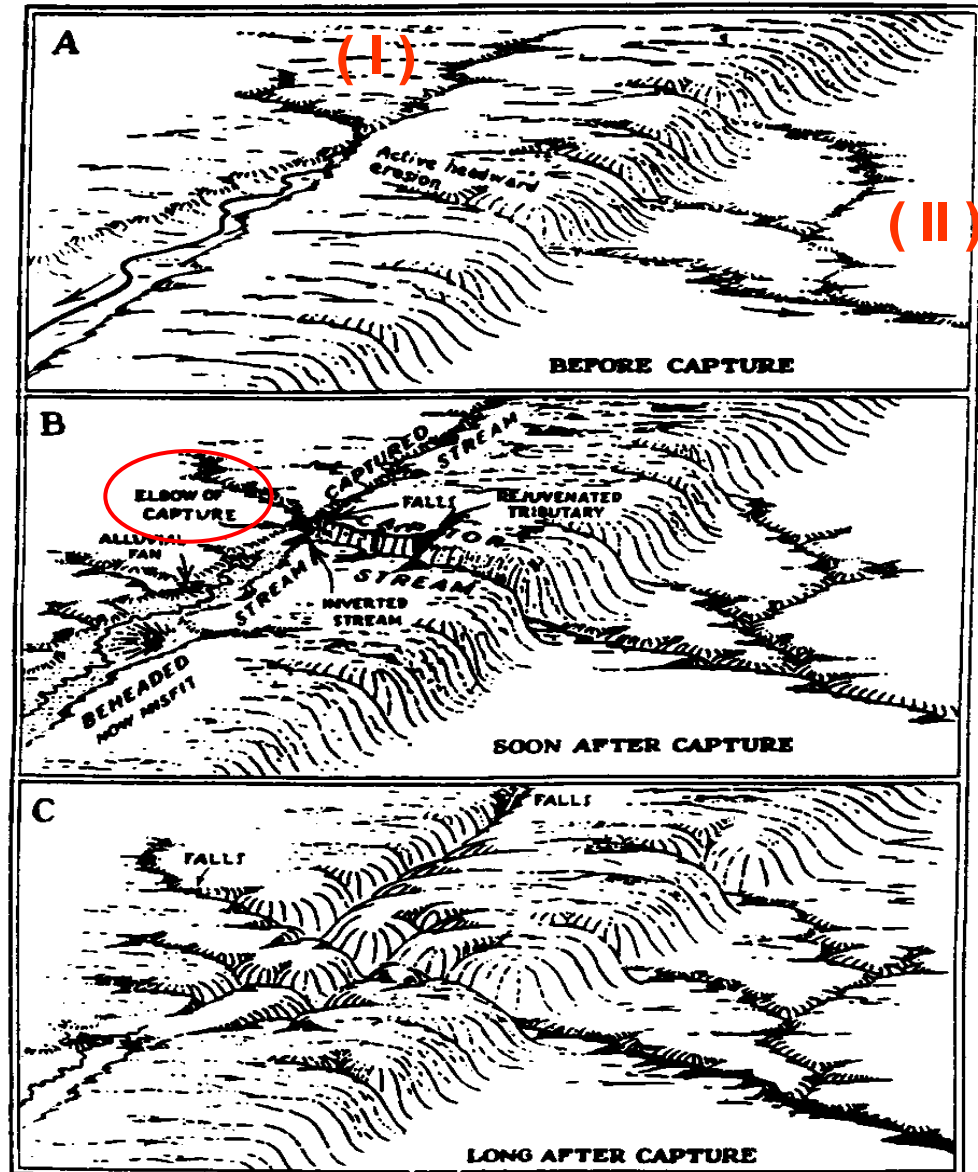 A
( I )
Active headward
erosion
( II )
BEFORE CAPTURE
B
CAPTURED
STREAM
ELBOW OF
CAPTURE
FALLS
REJUVENATED
TRIBUTARY
ALLUVIAL
FAN
STREAM
STREAM
INVERTED
STREAM
BEHEADED
NOW MISFIT
SOON AFTER CAPTURE
C
FALLS
FALLS
LONG AFTER CAPTURE